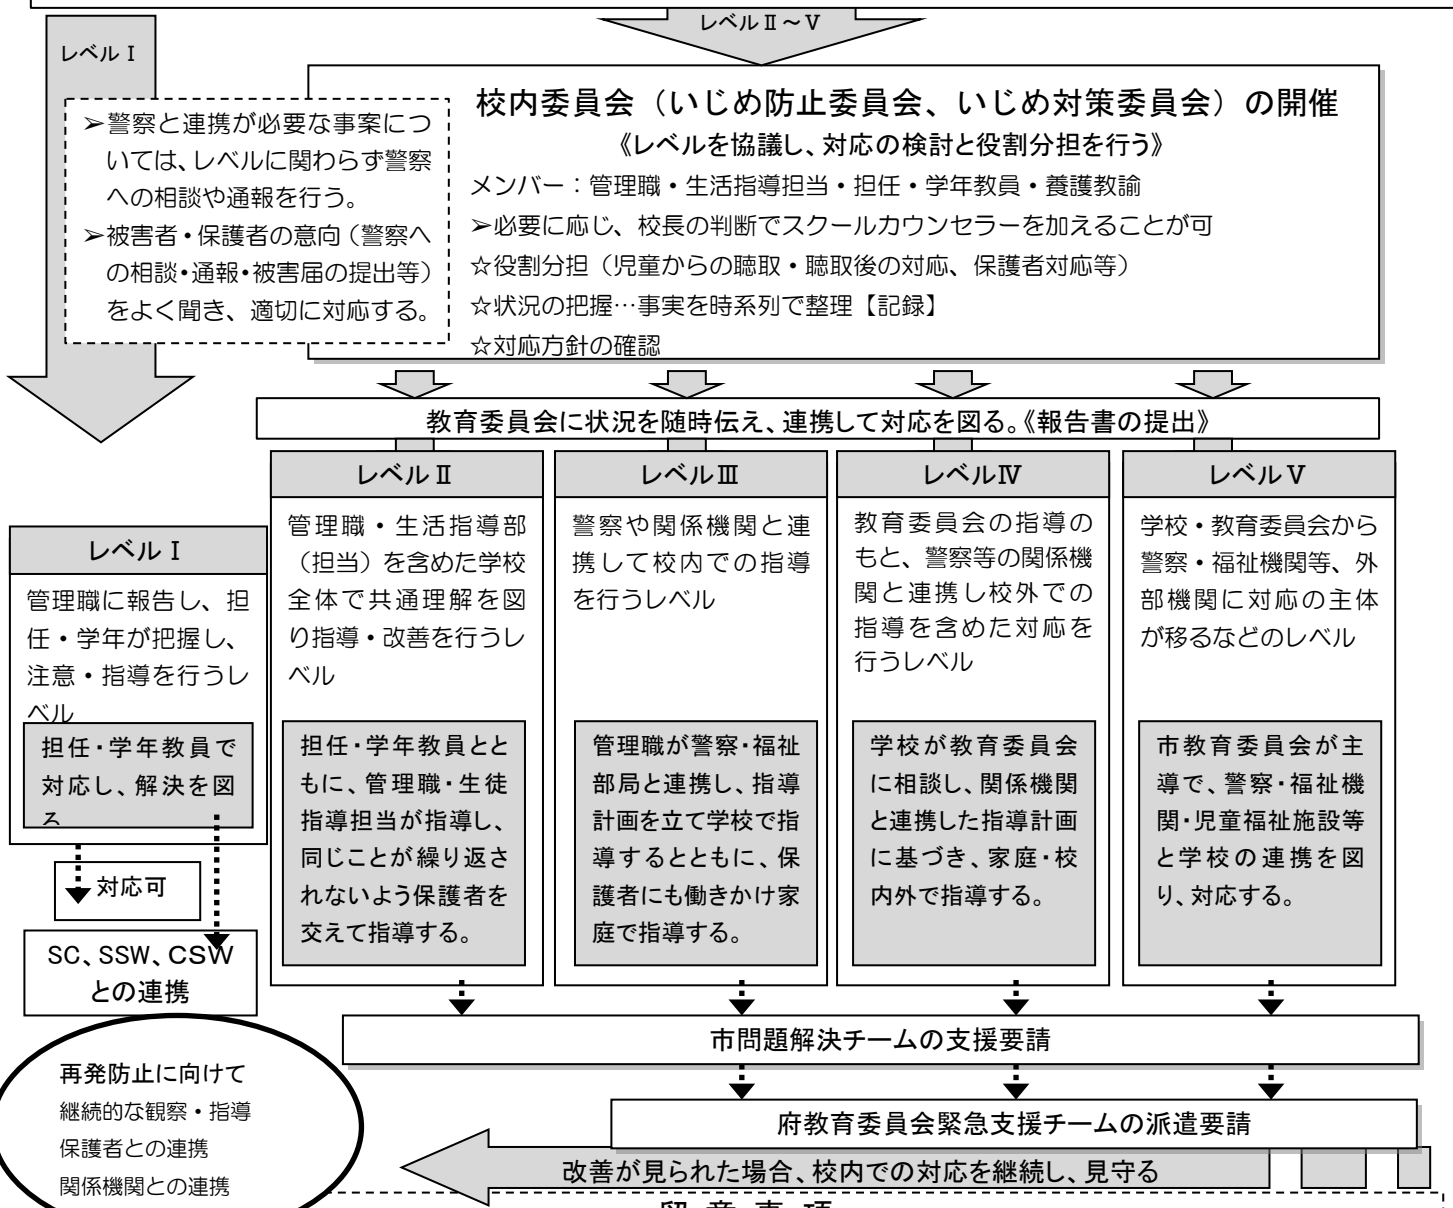 レベルⅡ～Ⅴ
レベルⅠ
校内委員会（いじめ防止委員会、いじめ対策委員会）の開催
《レベルを協議し、対応の検討と役割分担を行う》
メンバー：管理職・生活指導担当・担任・学年教員・養護教諭
➢必要に応じ、校長の判断でスクールカウンセラーを加えることが可
☆役割分担（児童からの聴取・聴取後の対応、保護者対応等）
☆状況の把握…事実を時系列で整理【記録】
☆対応方針の確認
➢警察と連携が必要な事案につ
いては、レベルに関わらず警察
への相談や通報を行う。
➢被害者・保護者の意向（警察へ
の相談・通報・被害届の提出等）
をよく聞き、適切に対応する。
教育委員会に状況を随時伝え、連携して対応を図る。《報告書の提出》
レベルⅠ
管理職に報告し、担
任・学年が把握し、
注意・指導を行うレ
ベル
担任・学年教員で
対応し、解決を図
る
対応可
SC、SSW、CSW
との連携
レベルⅡ
管理職・生活指導部
（担当）を含めた学校
全体で共通理解を図
り指導・改善を行うレ
ベル
担任・学年教員とと
もに、管理職・生徒
指導担当が指導し、
同じことが繰り返さ
れないよう保護者を
交えて指導する。
レベルⅢ
警察や関係機関と連
携して校内での指導
を行うレベル
管理職が警察・福祉
部局と連携し、指導
計画を立て学校で指
導するとともに、保
護者にも働きかけ家
庭で指導する。
レベルⅣ
教育委員会の指導の
もと、警察等の関係機
関と連携し校外での
指導を含めた対応を
行うレベル
学校が教育委員会
に相談し、関係機関
と連携した指導計画
に基づき、家庭・校
内外で指導する。
レベルⅤ
学校・教育委員会から
警察・福祉機関等、外
部機関に対応の主体
が移るなどのレベル
市教育委員会が主
導で、警察・福祉機
関・児童福祉施設等
と学校の連携を図
り、対応する。
市問題解決チームの支援要請
府教育委員会緊急支援チームの派遣要請
改善が見られた場合、校内での対応を継続し、見守る
再発防止に向けて
継続的な観察・指導
保護者との連携
関係機関との連携
留 意 事 項